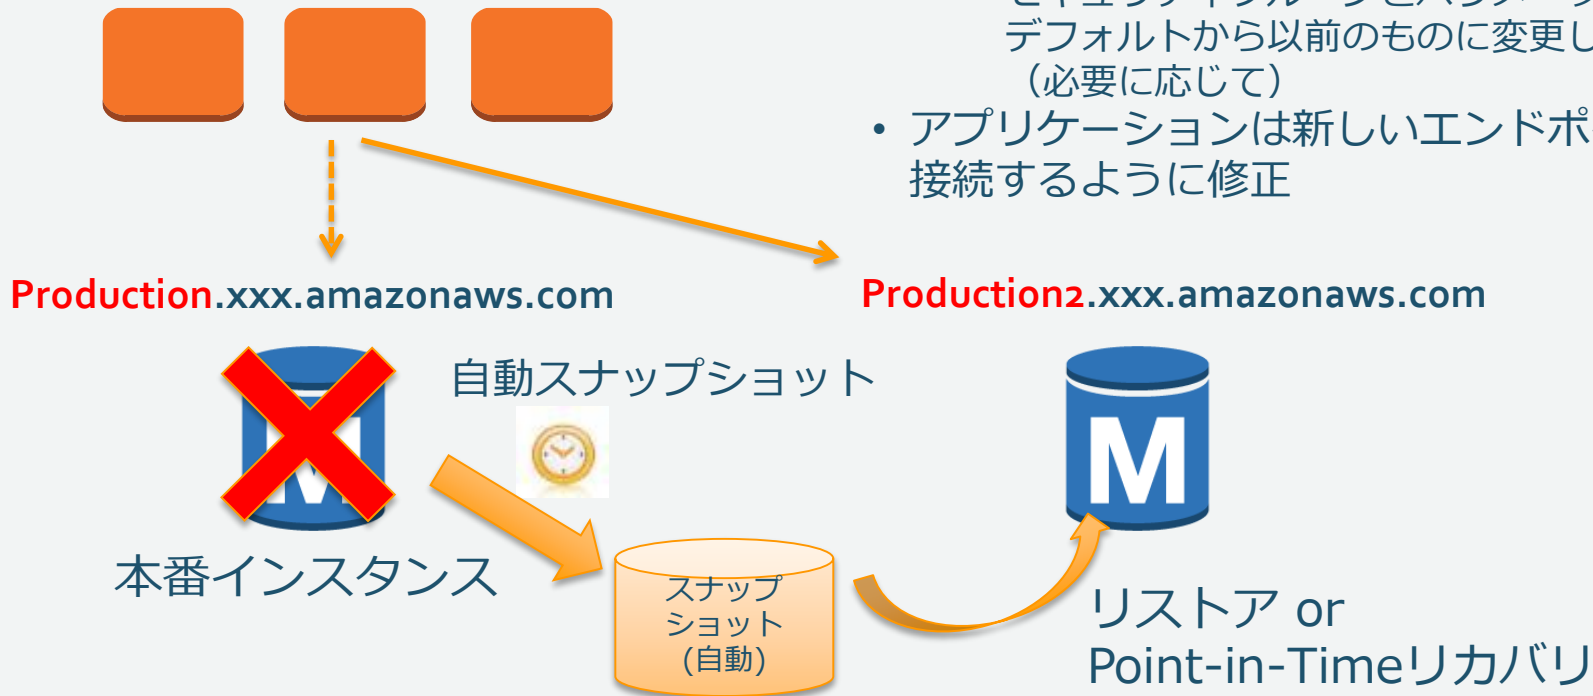 デフォルトから以前のものに変更し
（必要に応じて）
• アプリケーションは新しいエンドポ
接続するように修正
Production.xxx.amazonaws.com
Production2.xxx.amazonaws.com
自動スナップショット
M
M
本番インスタンス
スナップ
ショット
(自動)
リストア or
Point-in-Timeリカバリ